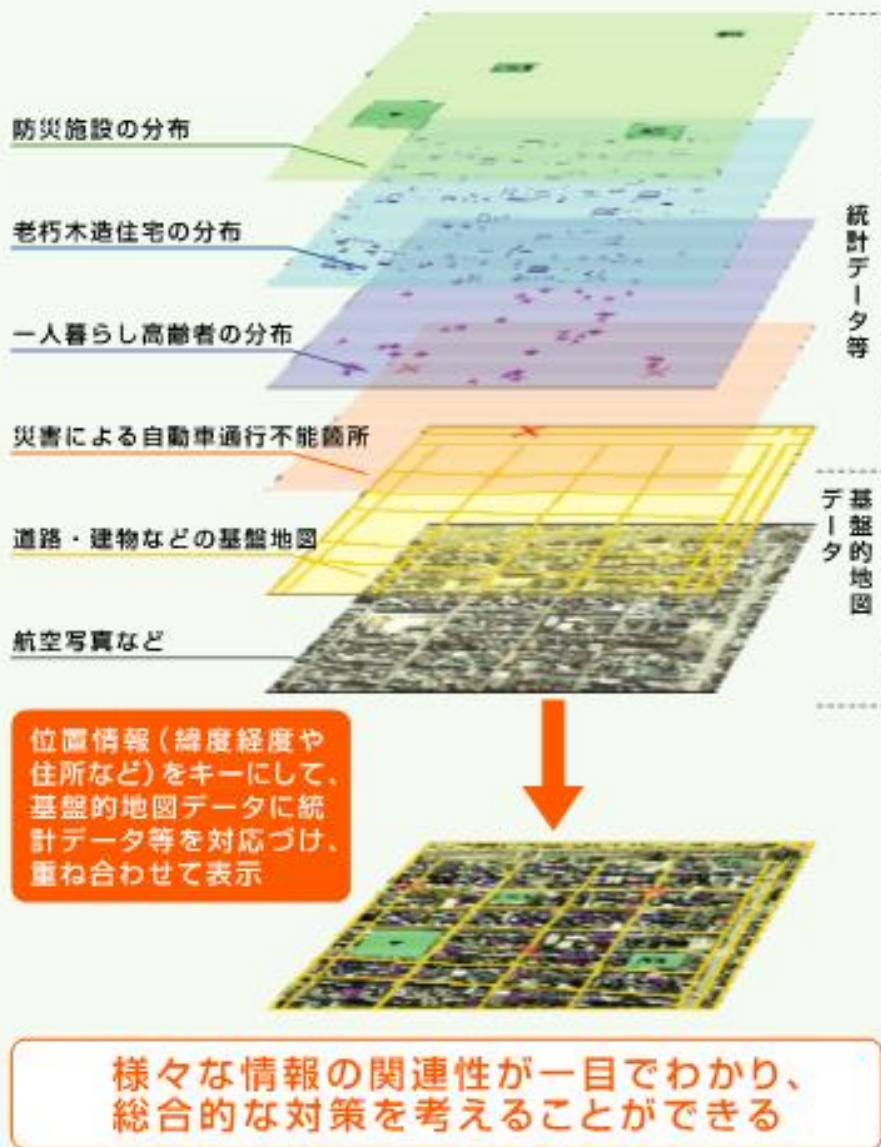 防災施設の分布
老朽木造住宅の分布
一人暮らし高齢者の分布
災害による自動車通行不能箇所
道路・建物などの基盤地図
航空写真など
統計データ等
基盤的地図
データ
位置情報(緯度経度や
住所など)をキーにして、
基盤的地図データに統
計データ等を対応づけ、
重ね合わせて表示
様々な情報の関連性が一目でわかり、
総合的な対策を考えることができる